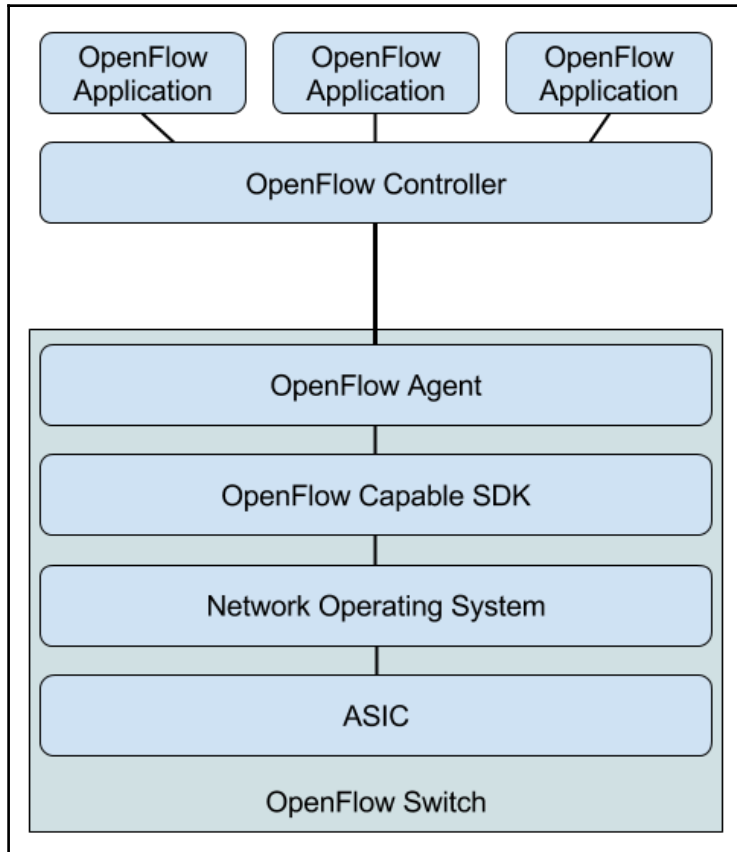 OpenFlow
Application
OpenFlow
Application
OpenFlow
Application
OpenFlow Controller
OpenFlow Agent
OpenFlow Capable SDK
Network Operating System
ASIC
OpenFlow Switch